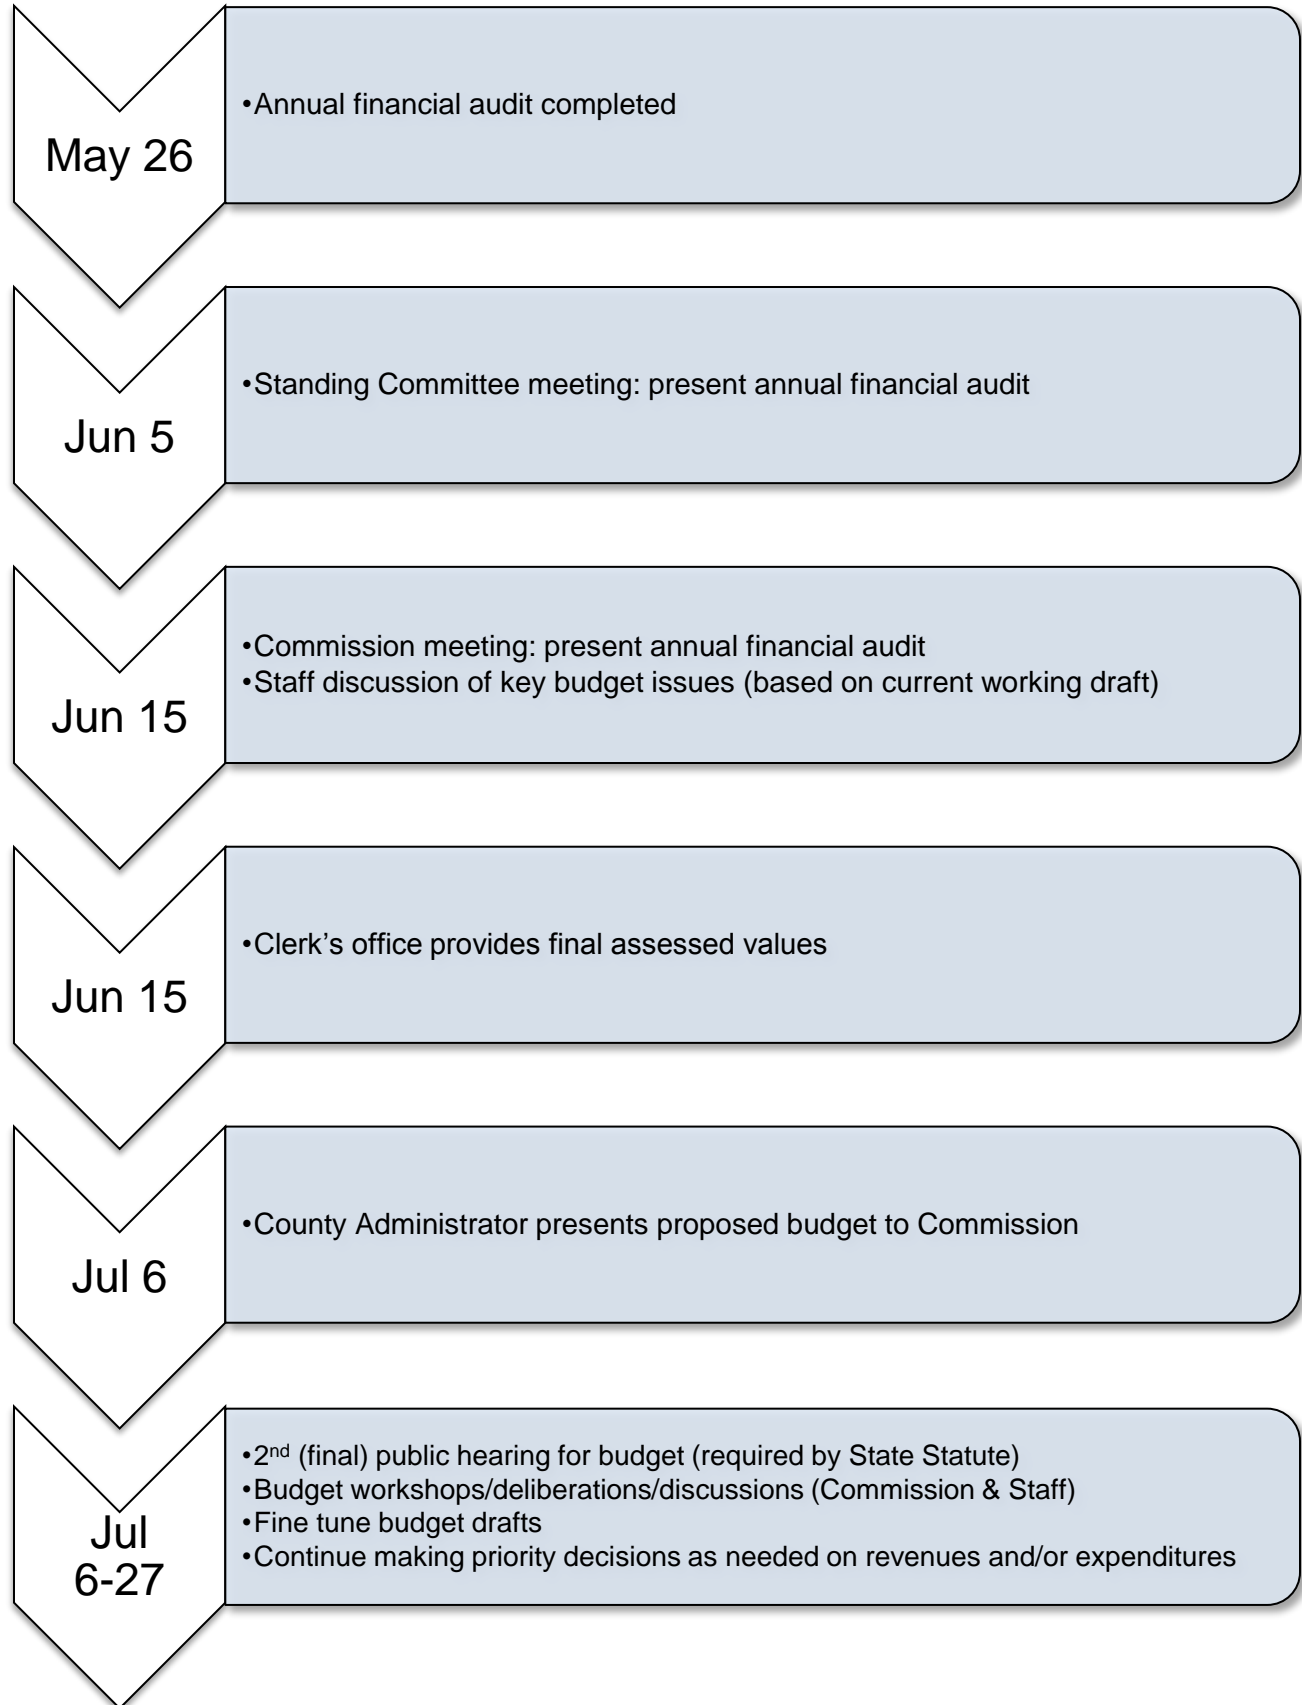 May 26
•Annual financial audit completed
Jun 5
•Standing Committee meeting: present annual financial audit
Jun 15
•Commission meeting: present annual financial audit
•Staff discussion of key budget issues (based on current working draft)
Jun 15
•Clerk’s office provides final assessed values
Jul 6
•County Administrator presents proposed budget to Commission
Jul
6-27
•2nd (final) public hearing for budget (required by State Statute)
•Budget workshops/deliberations/discussions (Commission & Staff)
•Fine tune budget drafts
•Continue making priority decisions as needed on revenues and/or expenditures